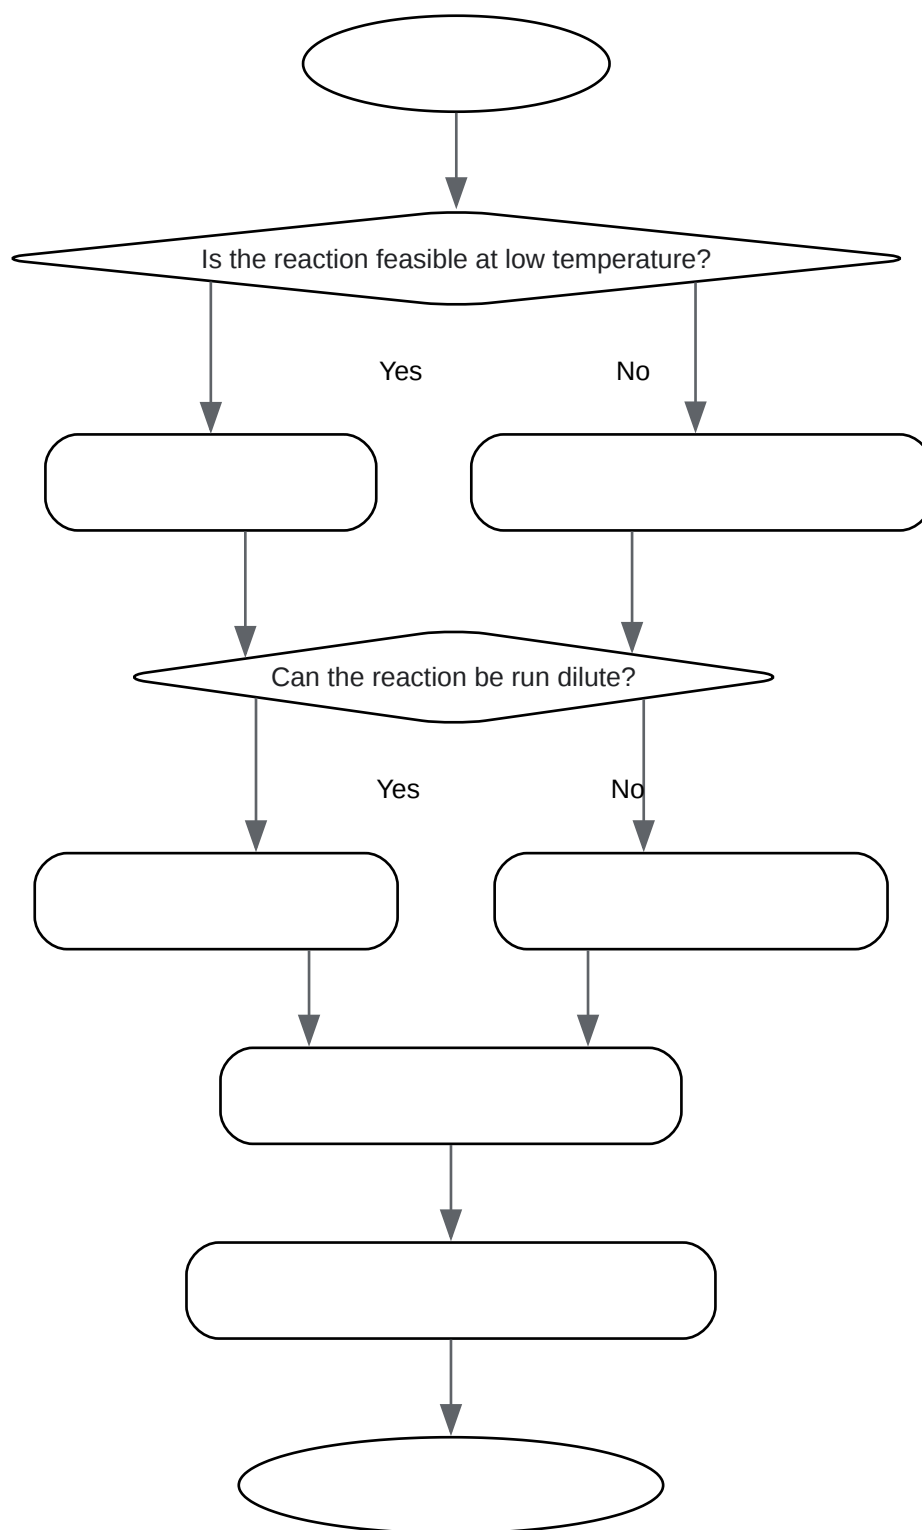 Is the reaction feasible at low temperature?
Yes
No
Can the reaction be run dilute?
Yes
No